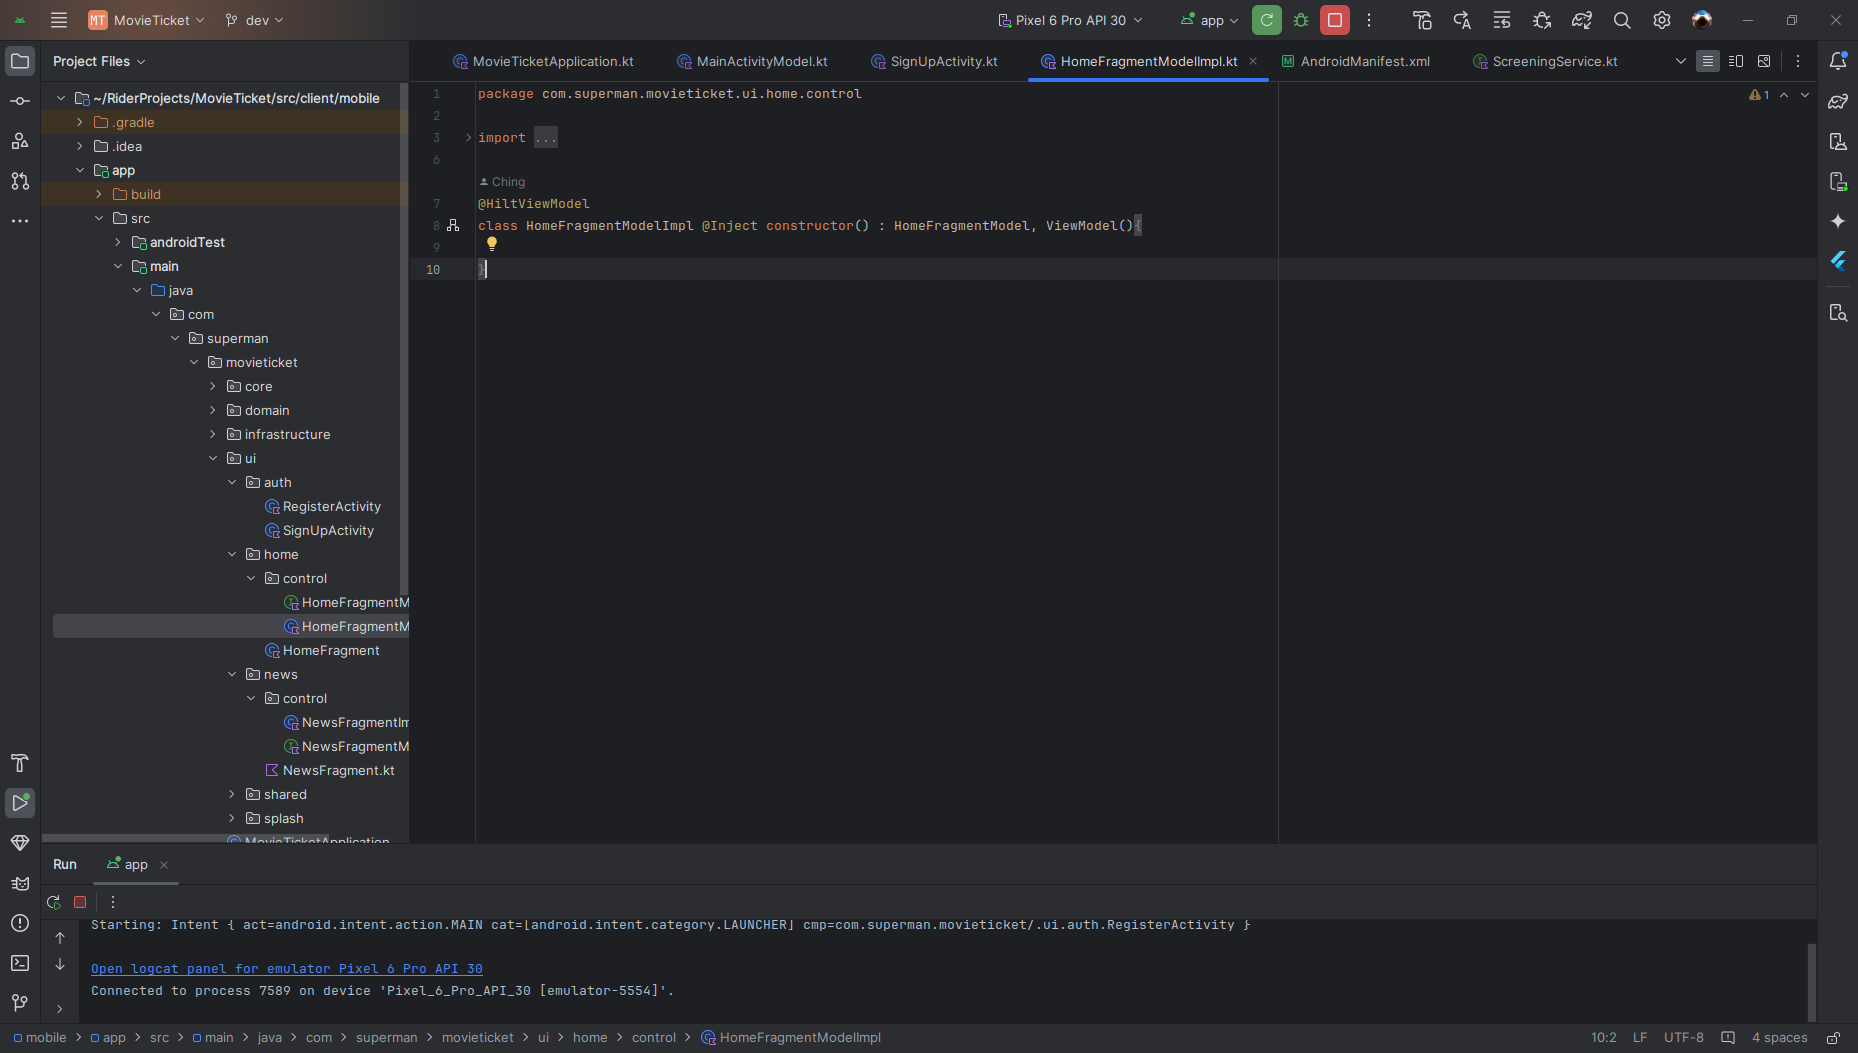 MT MovieTicket dev Pixel 6 Pro API 30 app
Project Files
MovieTicketApplication.kt MainActivityModel.kt SignUpActivity.kt HomeFragmentModelImpl.kt AndroidManifest.xml ScreeningService.kt
~/RiderProjects/MovieTicket/src/client/mobile
.gradle
.idea
app
build
src
androidTest
main
java
com
superman
movieticket
core
domain
infrastructure
ui
auth
RegisterActivity
SignUpActivity
home
control
HomeFragmentM
HomeFragmentM
HomeFragment
news
control
NewsFragmentIm
NewsFragmentM
NewsFragment.kt
shared
splash
MovieTicketApplication
1 package com.superman.movieticket.ui.home.control
1
2
3 import ...
6
Ching
7 @HiltViewModel
8 class HomeFragmentModelImpl @Inject constructor() : HomeFragmentModel, ViewModel(){
9
10 }
Run app
Starting: Intent { act=android.intent.action.MAIN cat=[android.intent.category.LAUNCHER] cmp=com.superman.movieticket/.ui.auth.RegisterActivity }
Open logcat panel for emulator Pixel 6 Pro API 30
Connected to process 7589 on device 'Pixel_6_Pro_API_30 [emulator-5554]'.
mobile > app > src > main > java > com > superman > movieticket > ui > home > control > HomeFragmentModelImpl 10:2 LF UTF-8 4 spaces